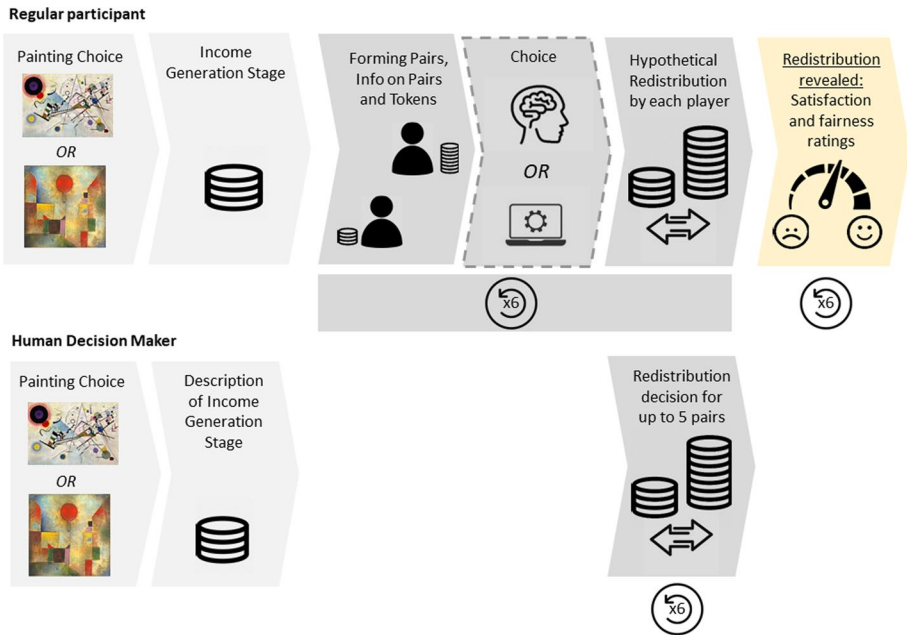 Regular participant
Painting Choice
OR
Income
Generation Stage
Forming Pairs,
Info on Pairs
and Tokens
Choice
OR
Hypothetical
Redistribution
by each player
Redistribution
revealed:
Satisfaction
and fairness
ratings
x6
x6
Human Decision Maker
Painting Choice
OR
Description
of Income
Generation
Stage
Redistribution
decision for
up to 5 pairs
x6